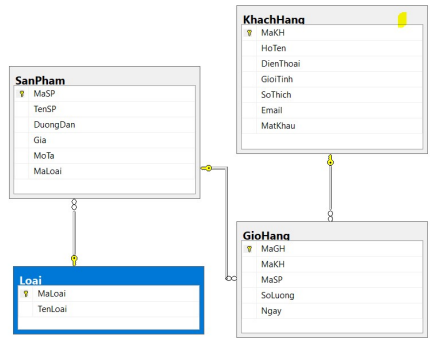 KhachHang
MaKH
HoTen
DienThoai
GioiTinh
SoThich
Email
MatKhau
SanPham
MaSP
TenSP
DuongDan
Gia
MoTa
MaLoai
GioHang
MaGH
MaKH
MaSP
SoLuong
Ngay
Loai
MaLoai
TenLoai